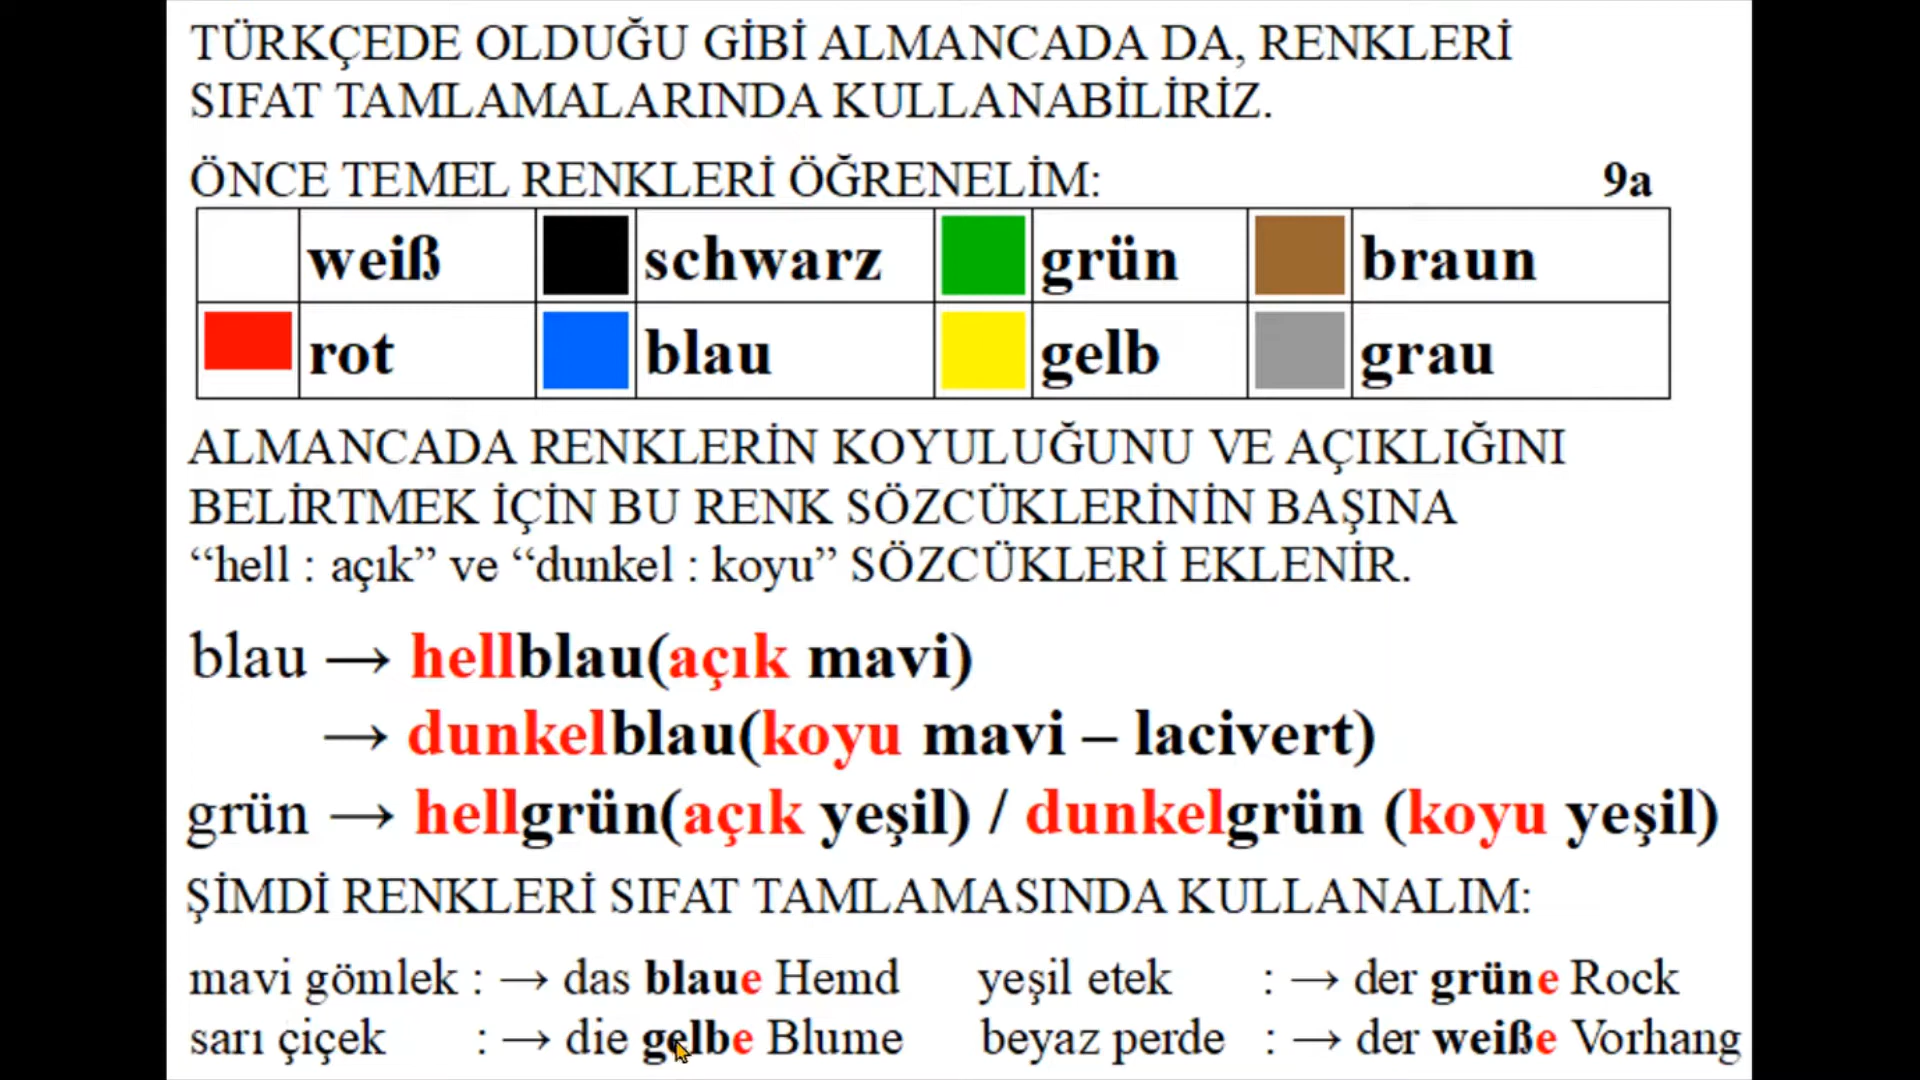 TÜRKÇEDE OLDUĞU GİBİ ALMANCADA DA, RENKLERİ
SIFAT TAMLAMALARINDA KULLANABİLİRİZ.
ÖNCE TEMEL RENKLERİ ÖĞRENELİM: 9a
weiß schwarz grün braun
rot blau gelb grau
ALMANCADA RENKLERİN KOYULUĞUNU VE AÇIKLIĞINI
BELİRTMEK İÇİN BU RENK SÖZCÜKLERİNİN BAŞINA
“hell : açık” ve “dunkel : koyu” SÖZCÜKLERİ EKLENİR.
blau → hellblau(açık mavi)
→ dunkelblau(koyu mavi – lacivert)
grün → hellgrün(açık yeşil) / dunkelgrün (koyu yeşil)
ŞİMDİ RENKLERİ SIFAT TAMLAMASINDA KULLANALIM:
mavi gömlek : → das blaue Hemd yeşil etek : → der grüne Rock
sarı çiçek : → die gelbe Blume beyaz perde : → der weiße Vorhang